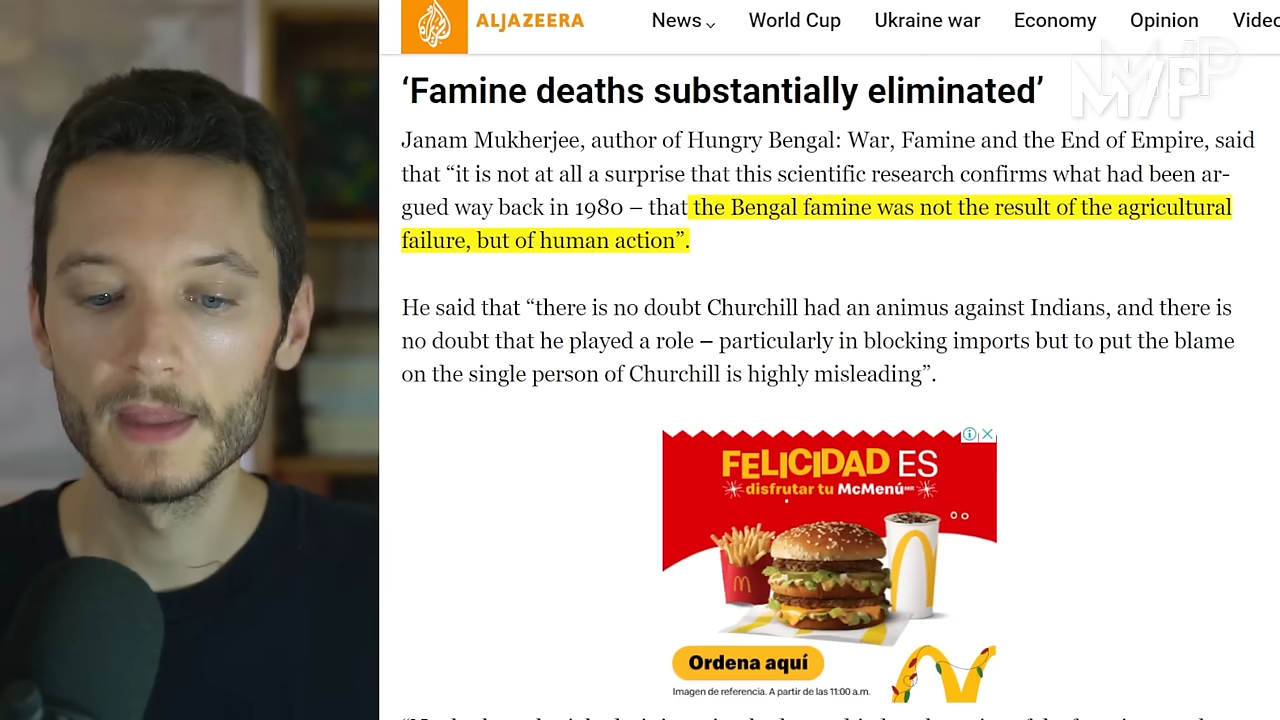 ALJAZEERA
News World Cup Ukraine war Economy Opinion Video
M/P
‘Famine deaths substantially eliminated’
Janam Mukherjee, author of Hungry Bengal: War, Famine and the End of Empire, said
that “it is not at all a surprise that this scientific research confirms what had been ar-
gued way back in 1980 – that the Bengal famine was not the result of the agricultural
failure, but of human action”.
He said that “there is no doubt Churchill had an animus against Indians, and there is
no doubt that he played a role – particularly in blocking imports but to put the blame
on the single person of Churchill is highly misleading”.
FELICIDAD ES
disfrutar tu McMenú
Ordena aquí
Imagen de referencia. A partir de las 11:00 a.m.